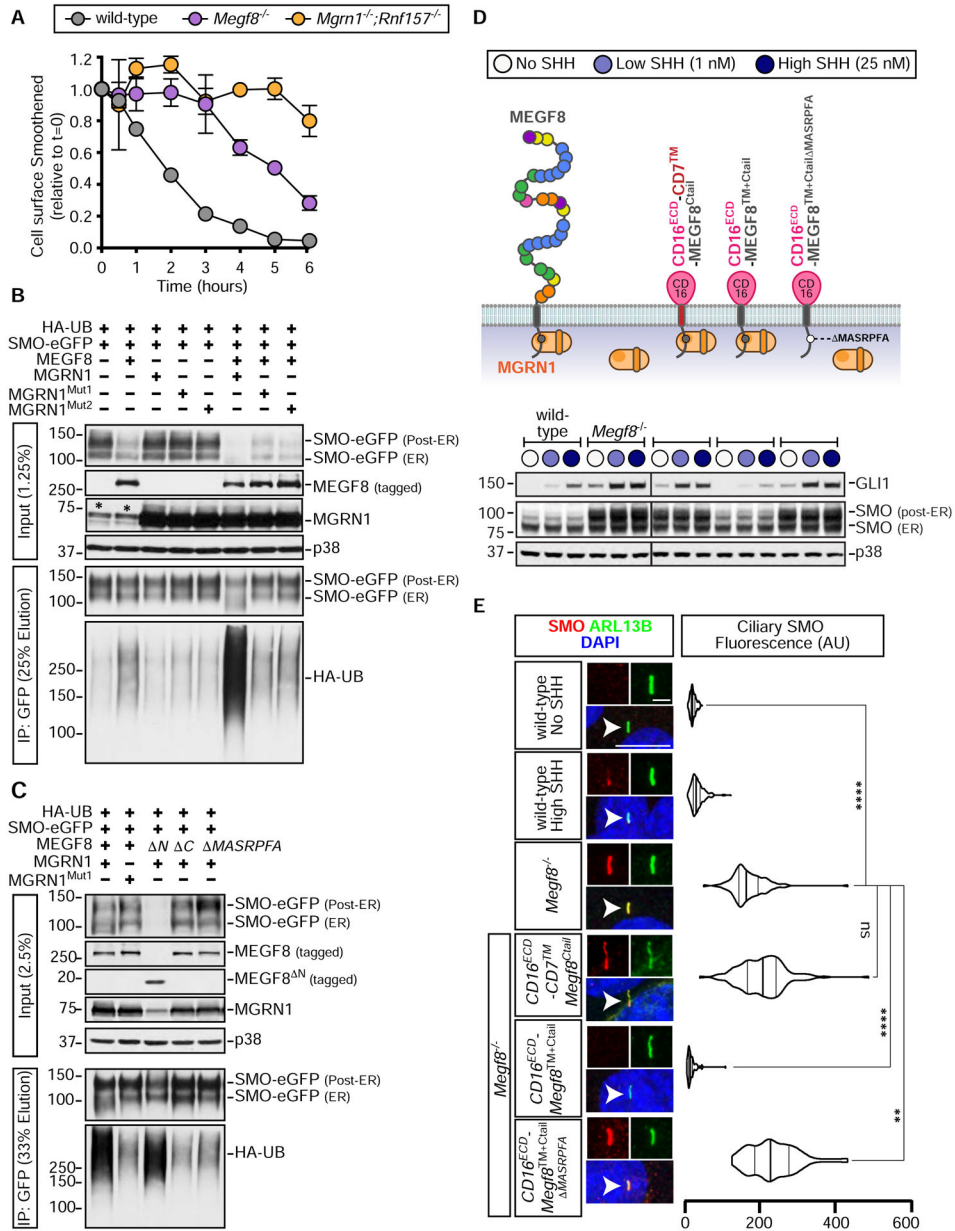 A
wild-type Megf8-/- Mgrn1-/-;Rnf157-/-
Cell surface Smoothened
(relative to t=0)
1.2
1.0
0.8
0.6
0.4
0.2
0.0
0 1 2 3 4 5 6
Time (hours)
B
HA-UB + + + + + + + +
SMO-eGFP + + + + + + + +
MEGF8 – + – – – + + +
MGRN1 – – + – – + – –
MGRN1Mut1 – – – + – – + –
MGRN1Mut2 – – – – + – – +
Input (1.25%)
150 SMO-eGFP (Post-ER)
100 SMO-eGFP (ER)
250 MEGF8 (tagged)
75 * * MGRN1
37 p38
IP: GFP (25% Elution)
150 SMO-eGFP (Post-ER)
100 SMO-eGFP (ER)
250 HA-UB
150
100
C
HA-UB + + + + +
SMO-eGFP + + + + +
MEGF8 + + ΔN ΔC ΔMASRPFA
MGRN1 + – + + +
MGRN1Mut1 – + – – –
Input (2.5%)
150 SMO-eGFP (Post-ER)
100 SMO-eGFP (ER)
250 MEGF8 (tagged)
20 MEGF8ΔN (tagged)
75 MGRN1
37 p38
IP: GFP (33% Elution)
150 SMO-eGFP (Post-ER)
100 SMO-eGFP (ER)
HA-UB
250
150
100
D
No SHH Low SHH (1 nM) High SHH (25 nM)
MEGF8
CD16ECD-CD7TM
-MEGF8Ctail
CD16ECD
-MEGF8TM+Ctail
CD16ECD
-MEGF8TM+CtailΔMASRPFA
CD
16
CD
16
CD
16
ΔMASRPFA
MGRN1
wild-
type
Megf8-/-
150 GLI1
100 SMO (post-ER)
75 SMO (ER)
37 p38
E
SMO ARL13B
DAPI
Ciliary SMO
Fluorescence (AU)
wild-type
No SHH
wild-type
High SHH
Megf8-/-
Megf8-/-
CD16ECD
-CD7TM
Megf8Ctail
CD16ECD-
Megf8TM+Ctail
CD16ECD-
Megf8TM+Ctail
ΔMASRPFA
****
ns
****
**
0 200 400 600